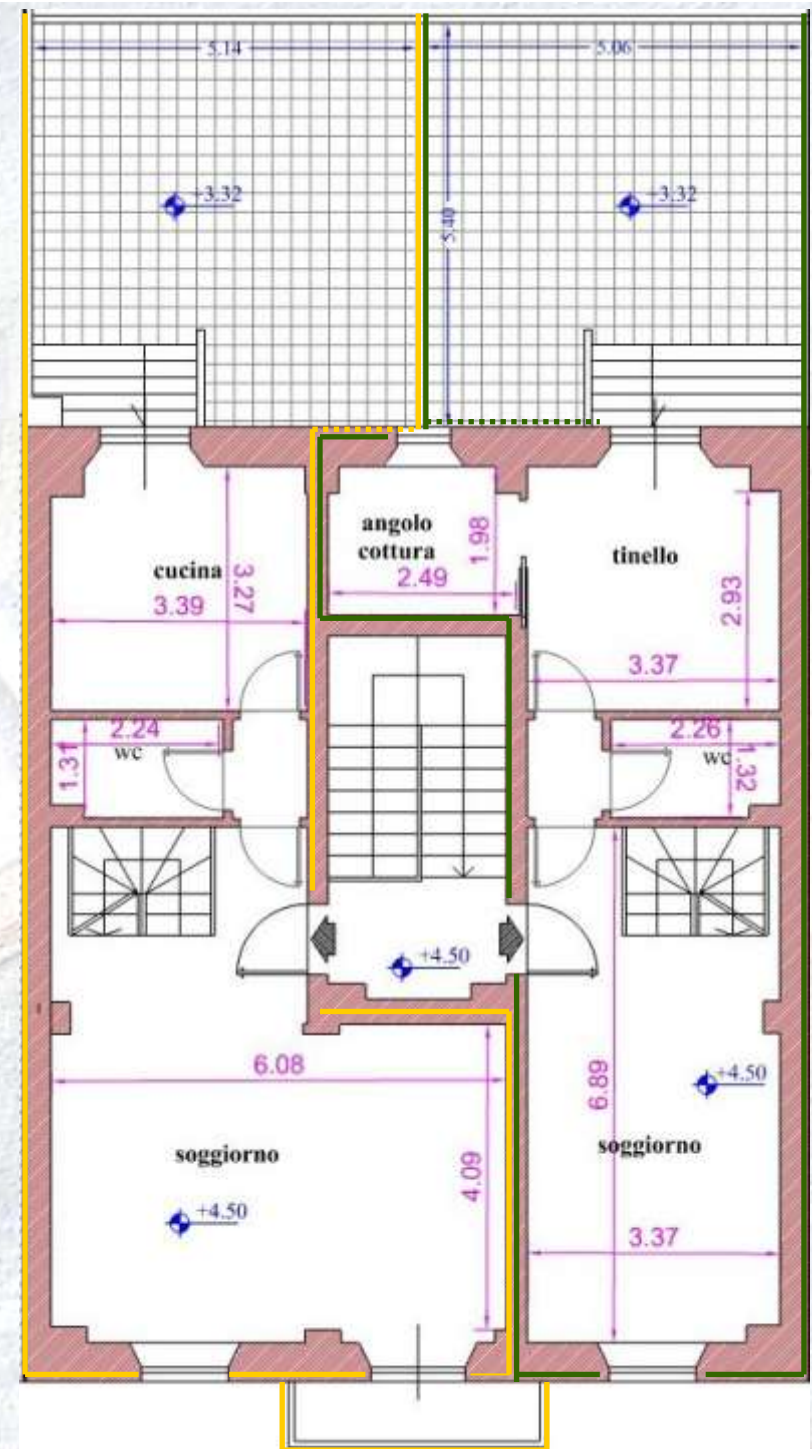 5.14
5.06
+3.32
+3.32
5.40
angolo
cottura
1.98
2.49
tinello
2.93
3.37
cucina
3.27
3.39
2.24
wc
1.31
2.26
wc
1.32
+4.50
6.08
6.89
+4.50
soggiorno
4.09
soggiorno
+4.50
3.37